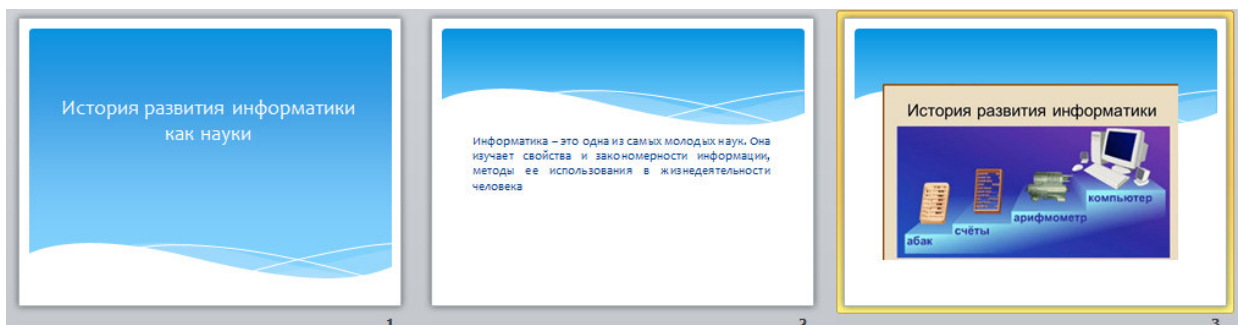 История развития информатики
как науки
Информатика – это одна из самых молодых наук. Она
изучает свойства и закономерности информации,
методы ее использования в жизнедеятельности
человека
История развития информатики
компьютер
арифмометр
счёты
абак
1
2
3